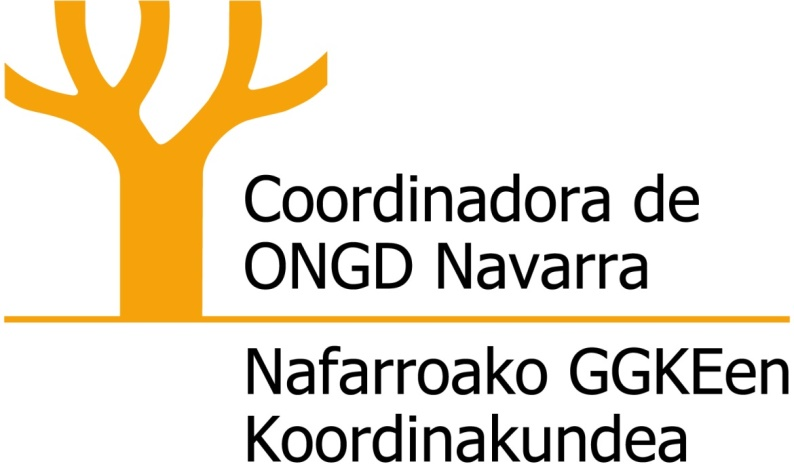 Coordinadora de
ONGD Navarra
Nafarroako GGKEen
Koordinakundea